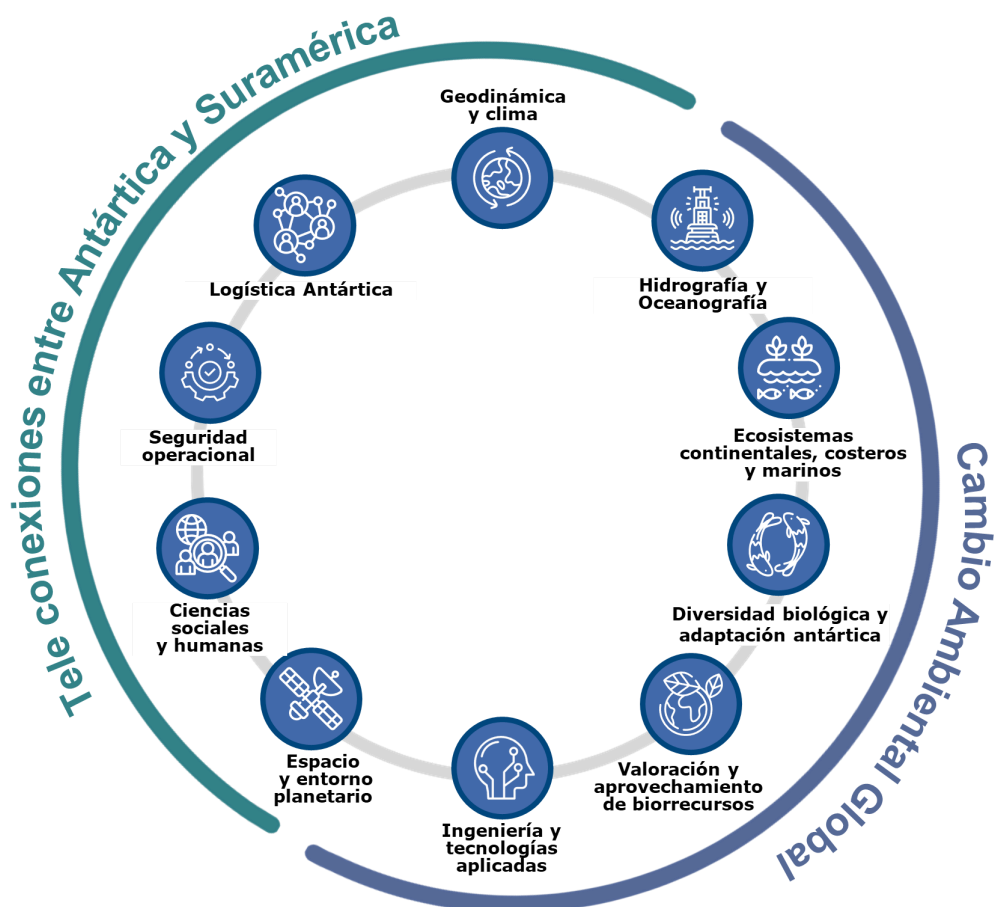 Tele conexiones entre Antártica y Suramérica
Geodinámica
y clima
Hidrografía y
Oceanografía
Ecosistemas
continentales, costeros
y marinos
Diversidad biológica y
adaptación antártica
Valoración y
aprovechamiento
de biorrecursos
Ingeniería y
tecnologías
aplicadas
Espacio
y entorno
planetario
Ciencias
sociales
y humanas
Seguridad
operacional
Logística Antártica
Cambio Ambiental Global